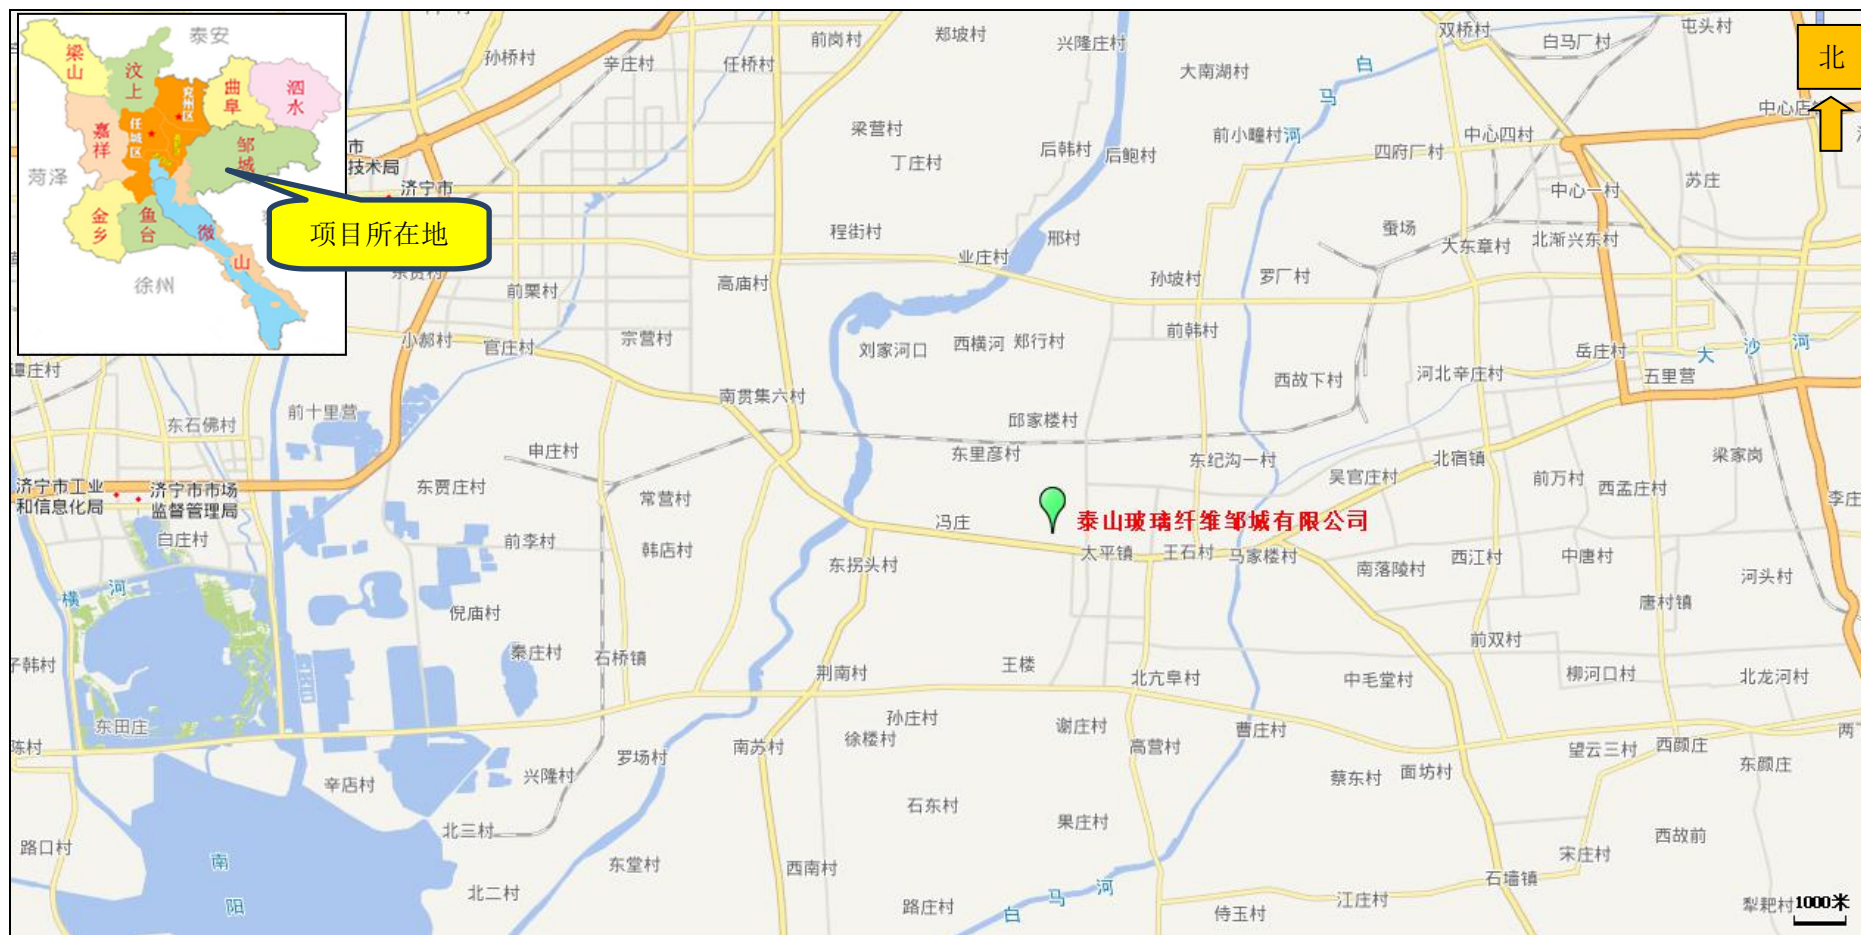 泰安
梁山
汶上
兖州区
曲阜
泗水
任城区
嘉祥
邹城
菏泽
金乡
鱼台
微山
徐州
项目所在地
北
孙桥村
辛庄村
任桥村
前岗村
郑坡村
兴隆庄村
大南湖村
白马河
双桥村
白马厂村
屯头村
中心店
梁营村
丁庄村
后韩村
后鲍村
前小疃村
四府厂村
中心四村
中心一村
苏庄
市
技术局
济宁市
程街村
邢村
业庄村
蚕场
大东章村
北渐兴东村
前栗村
高庙村
孙坡村
罗厂村
小郝村
官庄村
宗营村
刘家河口
西横河
郑行村
前韩村
岳庄村
大沙河
五里营
潭庄村
东石佛村
前十里营
南贯集六村
西故下村
河北辛庄村
邱家楼村
申庄村
东里彦村
东纪沟一村
吴官庄村
北宿镇
前万村
西孟庄村
梁家岗
李庄
济宁市工业
和信息化局
济宁市市场
监督管理局
东贾庄村
常营村
冯庄
泰山玻璃纤维邹城有限公司
白庄村
前李村
韩店村
东拐头村
太平镇
王石村
马家楼村
南落陵村
西江村
中唐村
河头村
横河
倪庙村
唐村镇
前双村
子韩村
秦庄村
石桥镇
荆南村
王楼
北亢阜村
中毛堂村
柳河口村
北龙河村
东田庄
陈村
孙庄村
徐楼村
谢庄村
高营村
曹庄村
望云三村
西颜庄
东颜庄
两
南苏村
罗场村
兴隆村
辛店村
蔡东村
面坊村
石东村
果庄村
北三村
路口村
南阳
东堂村
西南村
北二村
路庄村
白马河
侍玉村
江庄村
石墙镇
宋庄村
西故前
犁耙村
1000米